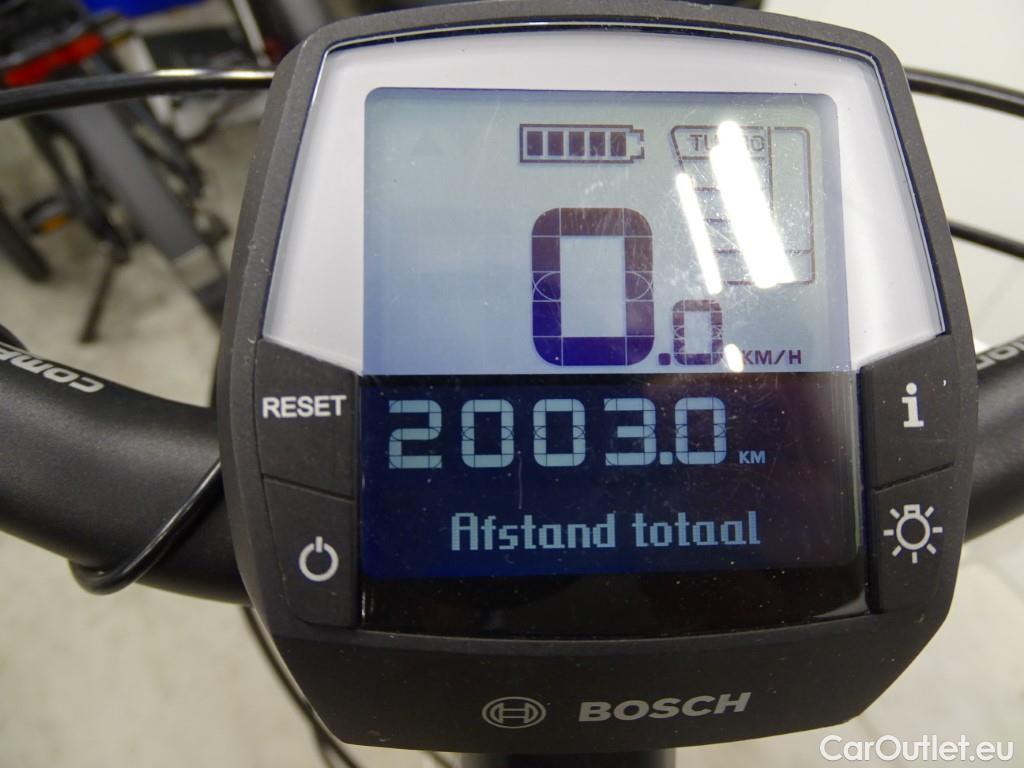 TURBO
0.0 KM/H
RESET
i
2003.0 KM
Afstand totaal
BOSCH
CarOutlet.eu